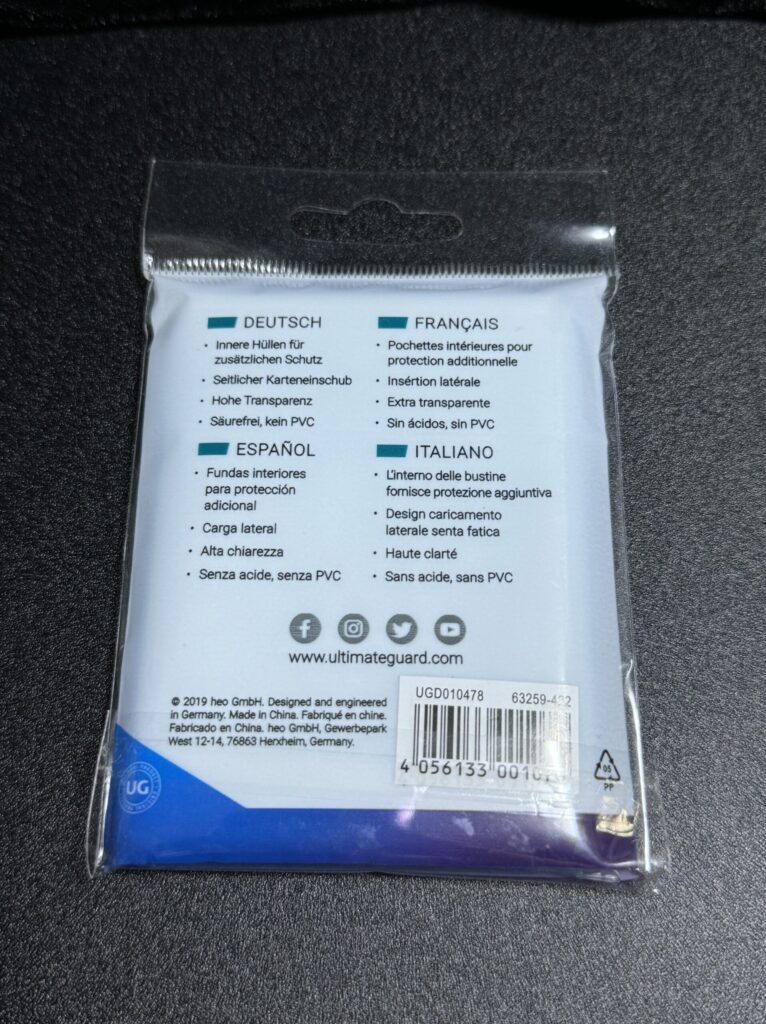 DEUTSCH
• Innere Hüllen für
zusätzlichen Schutz
• Seitlicher Karteneinschub
• Hohe Transparenz
• Säurefrei, kein PVC
FRANÇAIS
• Pochettes intérieures pour
protection additionnelle
• Insértion latérale
• Extra transparente
• Sin ácidos, sin PVC
ESPAÑOL
• Fundas interiores
para protección
adicional
• Carga lateral
• Alta chiarezza
• Senza acide, senza PVC
ITALIANO
• L'interno delle bustine
fornisce protezione aggiuntiva
• Design caricamento
laterale senta fatica
• Haute clarté
• Sans acide, sans PVC
www.ultimateguard.com
© 2019 heo GmbH. Designed and engineered
in Germany. Made in China. Fabriqué en chine.
Fabricado en China. heo GmbH, Gewerbepark
West 12-14, 76863 Herxheim, Germany.
UGD010478
4 056133 001
05
PP
UG